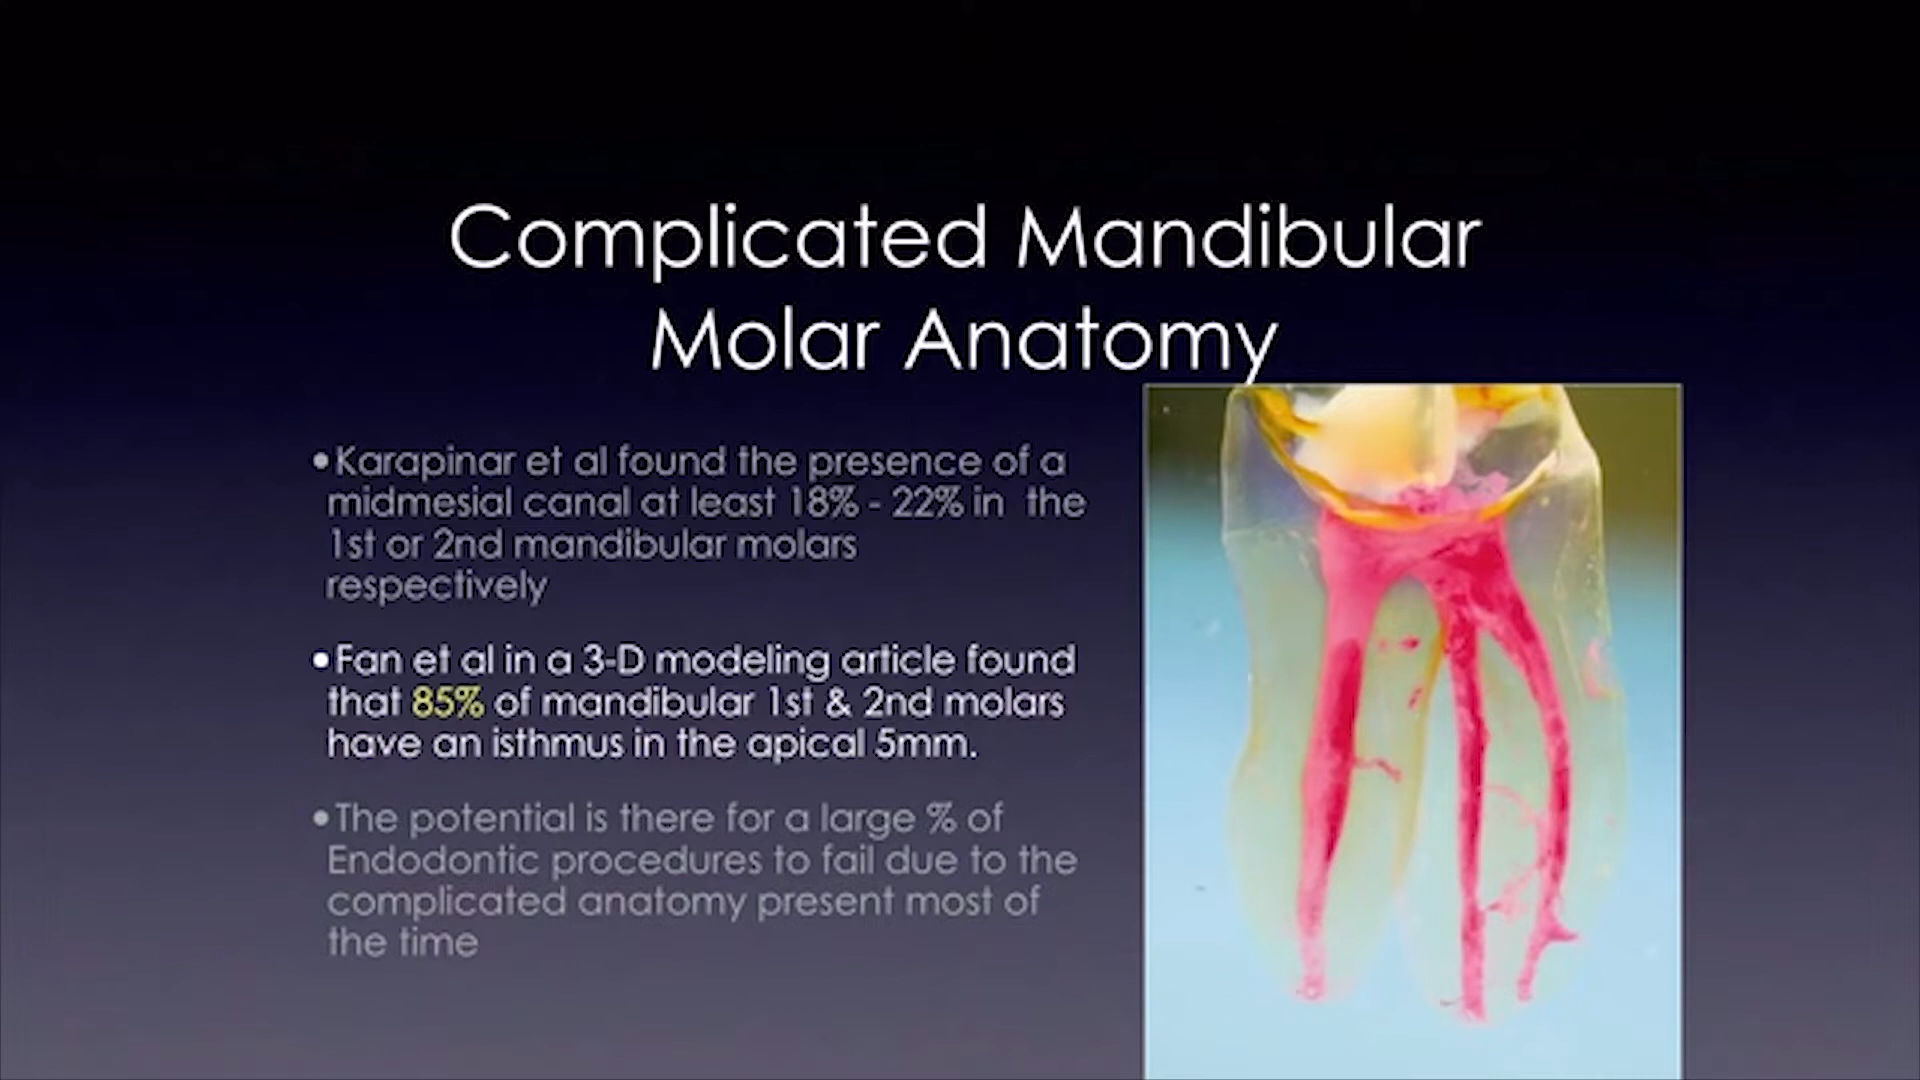 Complicated Mandibular
Molar Anatomy
•Karapinar et al found the presence of a
midmesial canal at least 18% - 22% in the
1st or 2nd mandibular molars
respectively
•Fan et al in a 3-D modeling article found
that 85% of mandibular 1st & 2nd molars
have an isthmus in the apical 5mm.
•The potential is there for a large % of
Endodontic procedures to fail due to the
complicated anatomy present most of
the time